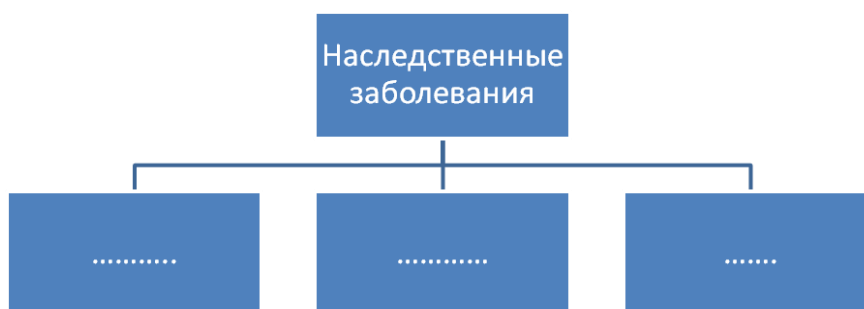 Наследственные
заболевания
........... ............ .......